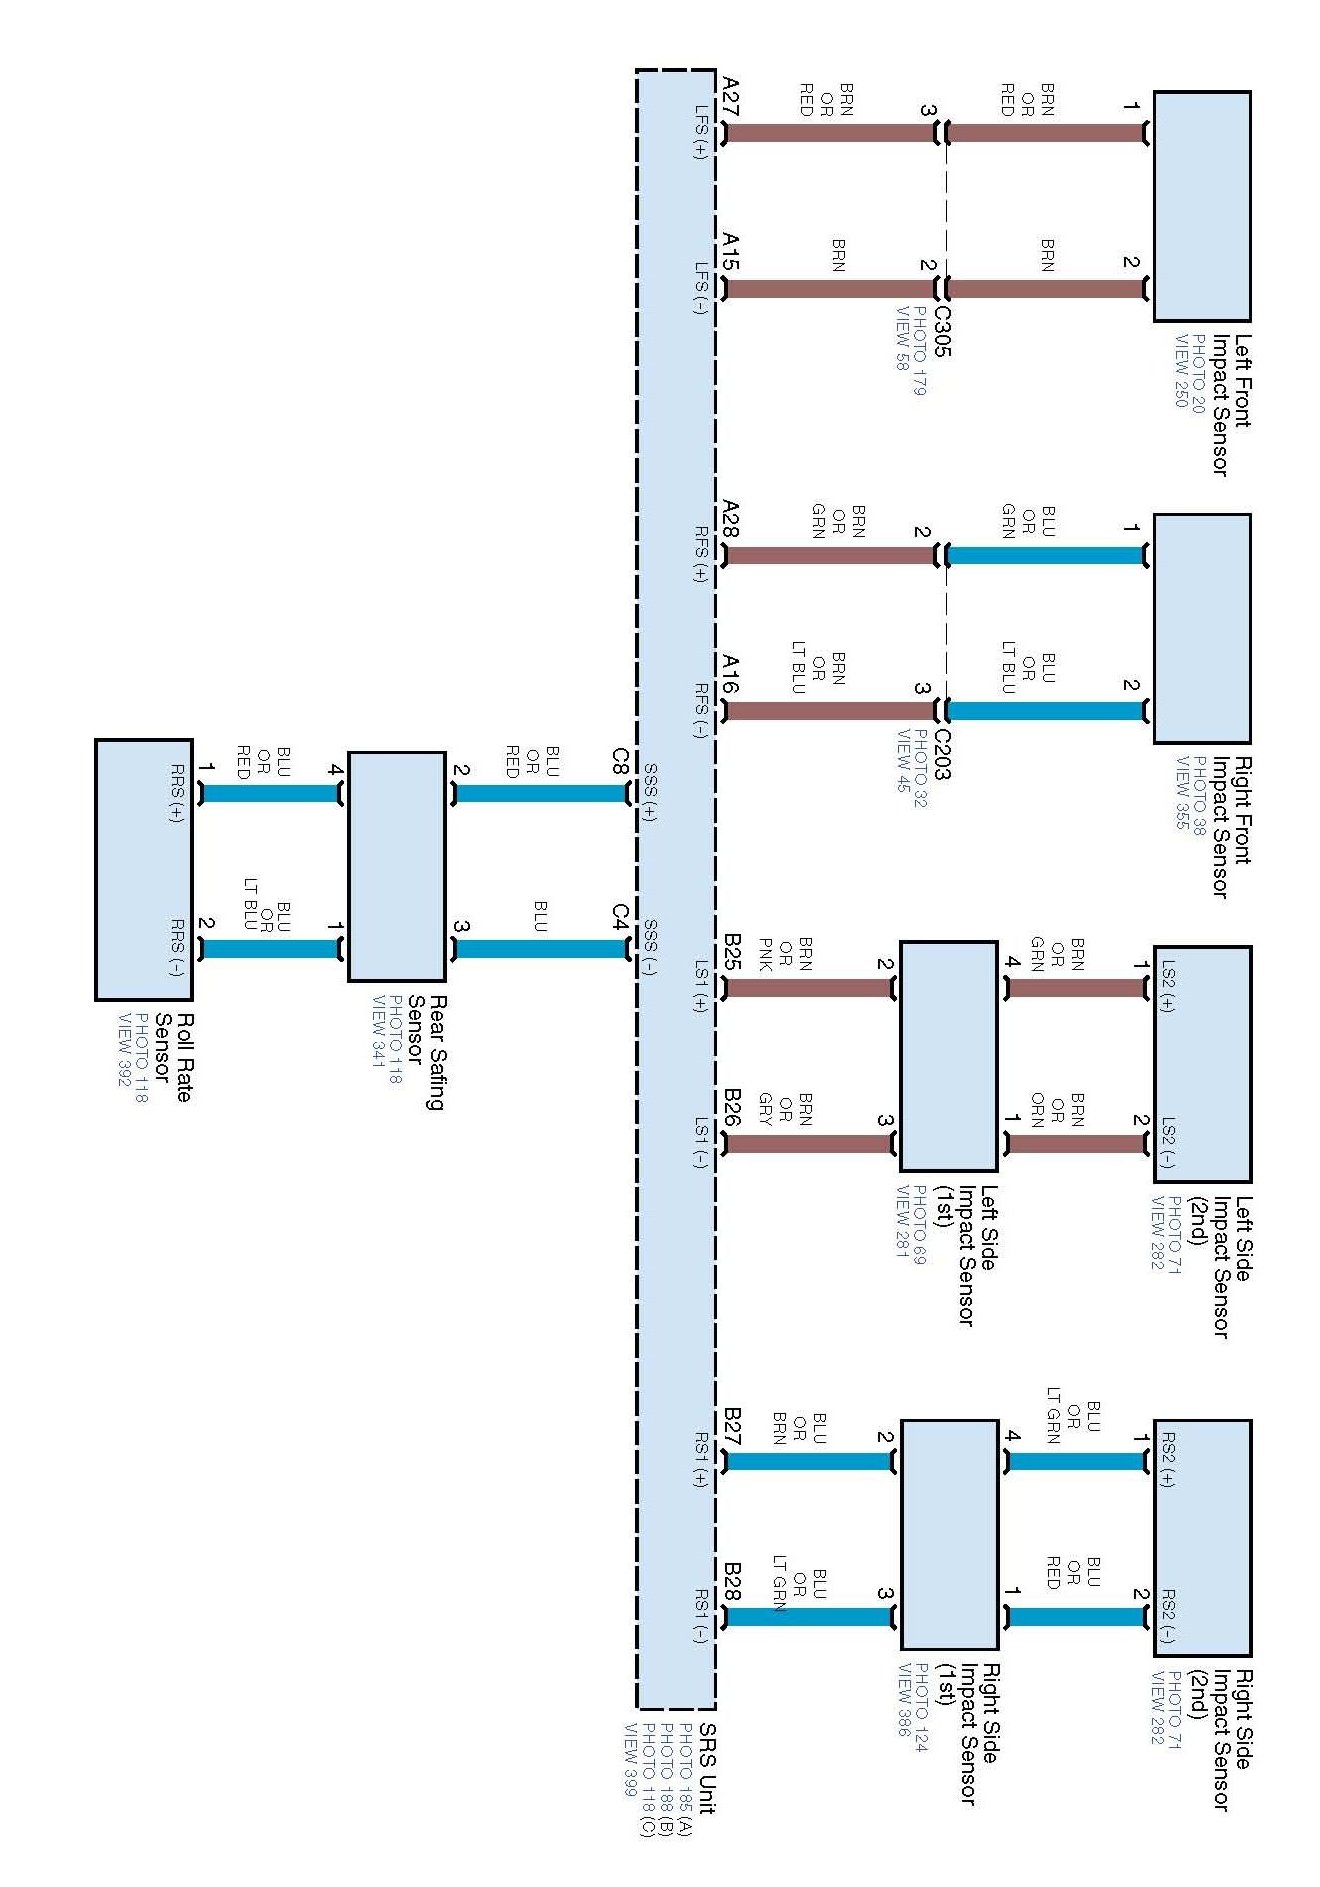 1
2
Left Front
Impact Sensor
PHOTO 20
VIEW 250
1
2
Right Front
Impact Sensor
PHOTO 38
VIEW 355
LS2 (+)
LS2 (-)
1
2
Left Side
Impact Sensor
(2nd)
PHOTO 71
VIEW 282
RS2 (+)
RS2 (-)
1
2
Right Side
Impact Sensor
(2nd)
PHOTO 71
VIEW 282
BRN
OR
RED
BRN
BLU
OR
GRN
BLU
OR
LT BLU
BRN
OR
GRN
BRN
OR
ORN
BLU
OR
LT GRN
BLU
OR
RED
4
1
4
1
3
2
C305
PHOTO 179
VIEW 58
2
3
C203
PHOTO 32
VIEW 45
Left Side
Impact Sensor
(1st)
PHOTO 69
VIEW 281
Right Side
Impact Sensor
(1st)
PHOTO 124
VIEW 386
2
3
2
3
BRN
OR
RED
BRN
BRN
OR
GRN
BRN
OR
LT BLU
BRN
OR
PNK
BRN
OR
GRY
BLU
OR
BRN
BLU
OR
LT GRN
A27
A15
A28
A16
B25
B26
B27
B28
LFS (+)
LFS (-)
RFS (+)
RFS (-)
LS1 (+)
LS1 (-)
RS1 (+)
RS1 (-)
SRS Unit
PHOTO 185 (A)
PHOTO 188 (B)
PHOTO 118 (C)
VIEW 399
SSS (+)
SSS (-)
C8
C4
BLU
OR
RED
BLU
2
3
Rear Safing
Sensor
PHOTO 118
VIEW 341
4
1
BLU
OR
RED
BLU
OR
LT BLU
1
2
RRS (+)
RRS (-)
Roll Rate
Sensor
PHOTO 118
VIEW 392